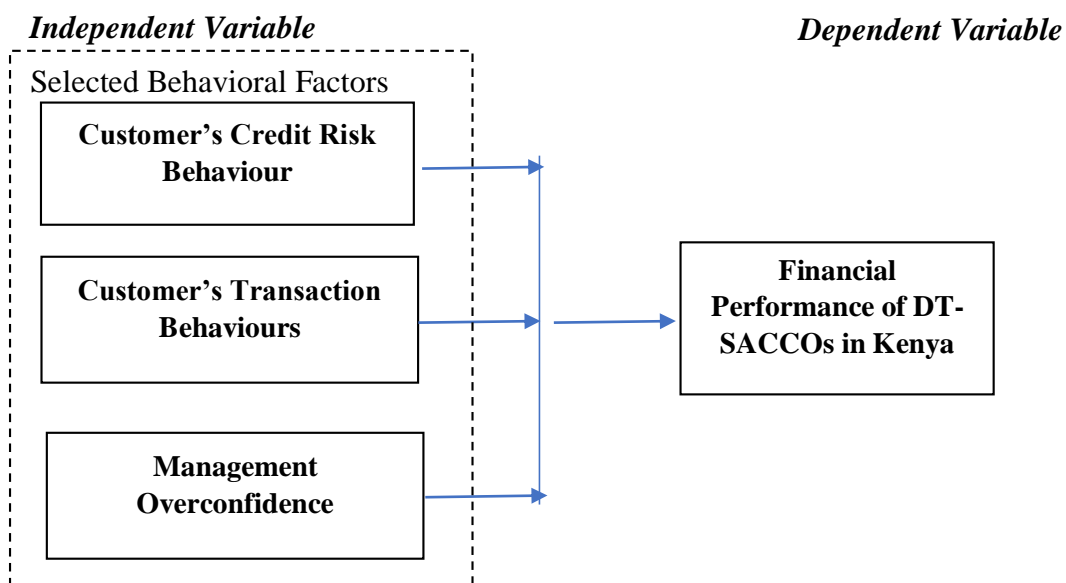 Independent Variable
Dependent Variable
Selected Behavioral Factors
Customer's Credit Risk
Behaviour
Customer's Transaction
Behaviours
Management
Overconfidence
Financial
Performance of DT-
SACCOs in Kenya